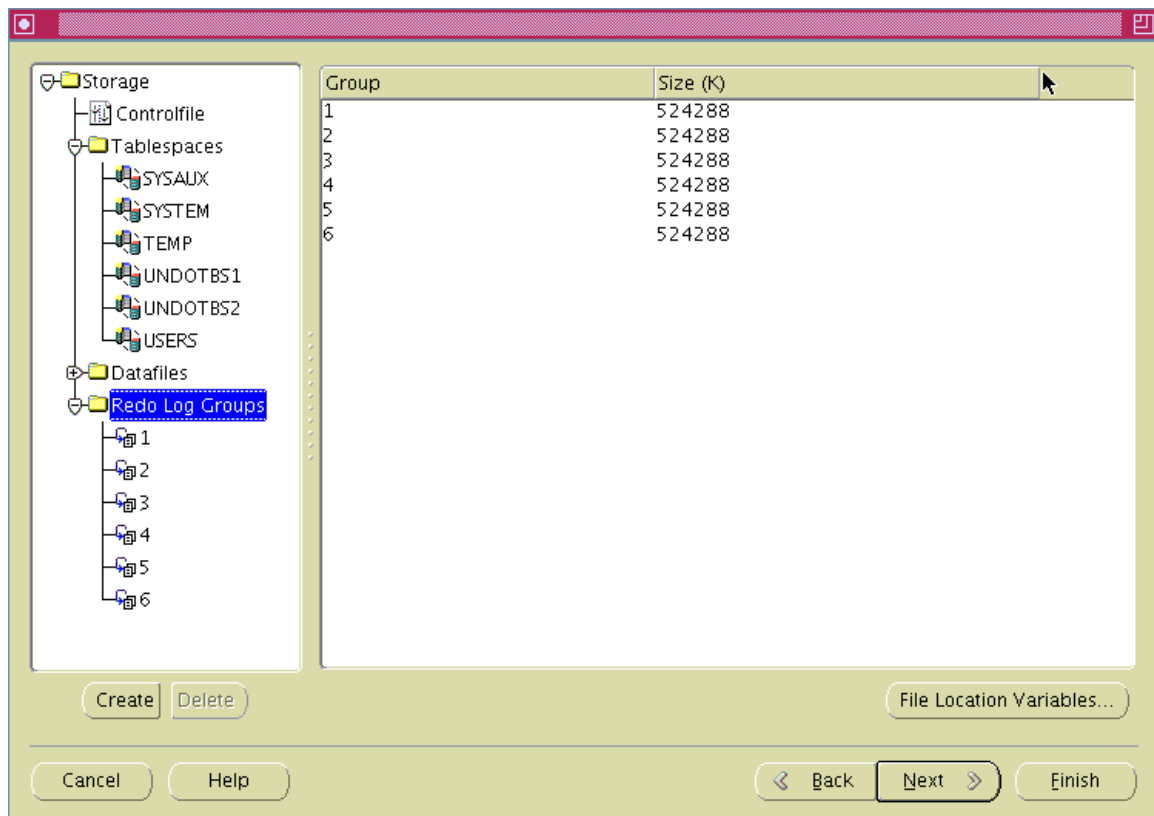 Storage
Controlfile
Tablespaces
SYSAUX
SYSTEM
TEMP
UNDOTBS1
UNDOTBS2
USERS
Datafiles
Redo Log Groups
1
2
3
4
5
6
Group Size (K)
1 524288
2 524288
3 524288
4 524288
5 524288
6 524288
Create Delete File Location Variables...
Cancel Help Back Next Finish